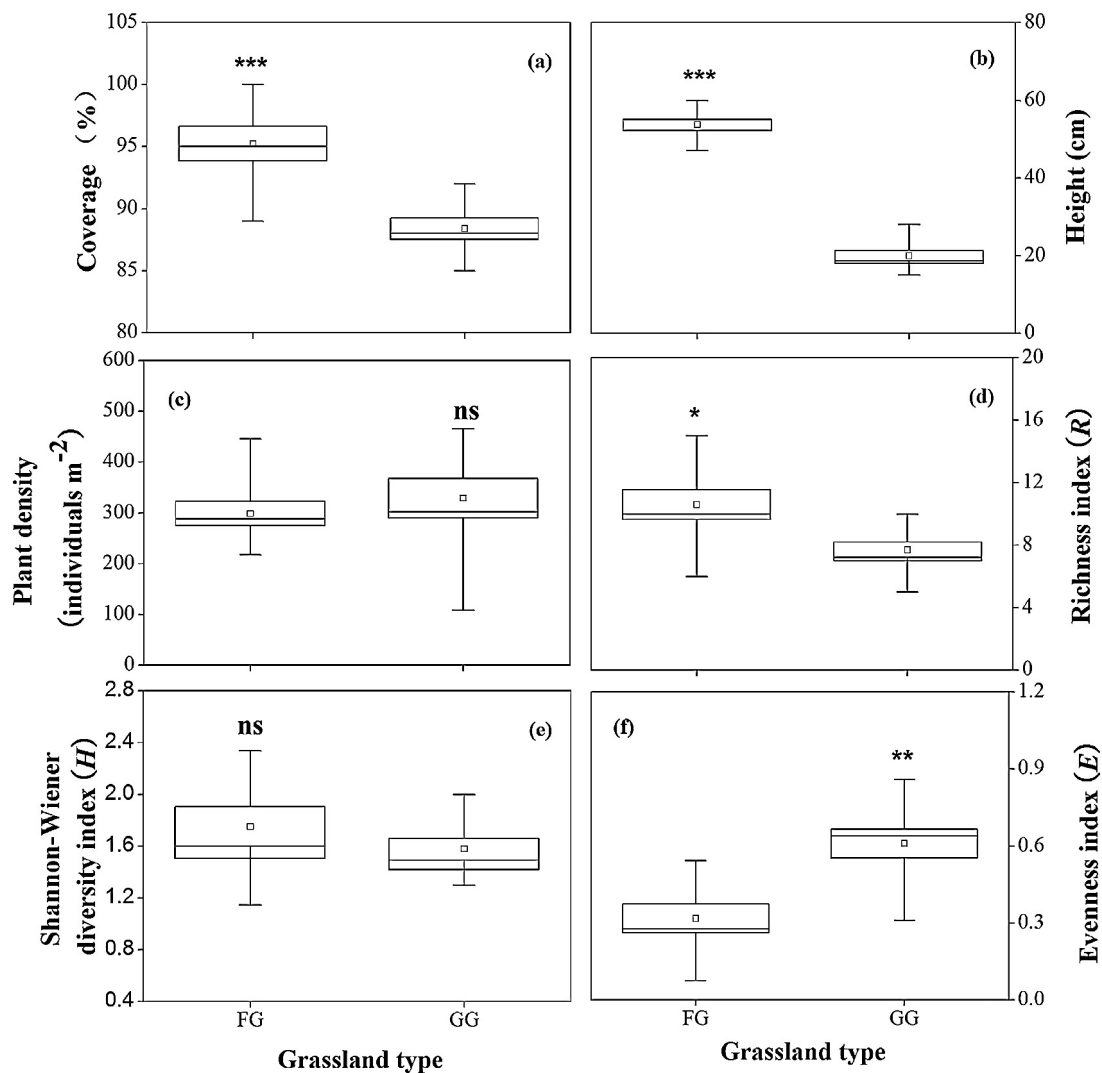 105
100
95
90
85
80
Coverage (%)
***
(a)
80
60
40
20
0
Height (cm)
***
(b)
600
500
400
300
200
100
0
Plant density
(individuals m-2)
(c)
ns
20
16
12
8
4
0
Richness index (R)
*
(d)
2.8
2.4
2.0
1.6
1.2
0.8
0.4
Shannon-Wiener
diversity index (H)
ns
(e)
FG
GG
Grassland type
1.2
0.9
0.6
0.3
0.0
Evenness index (E)
(f)
**
FG
GG
Grassland type